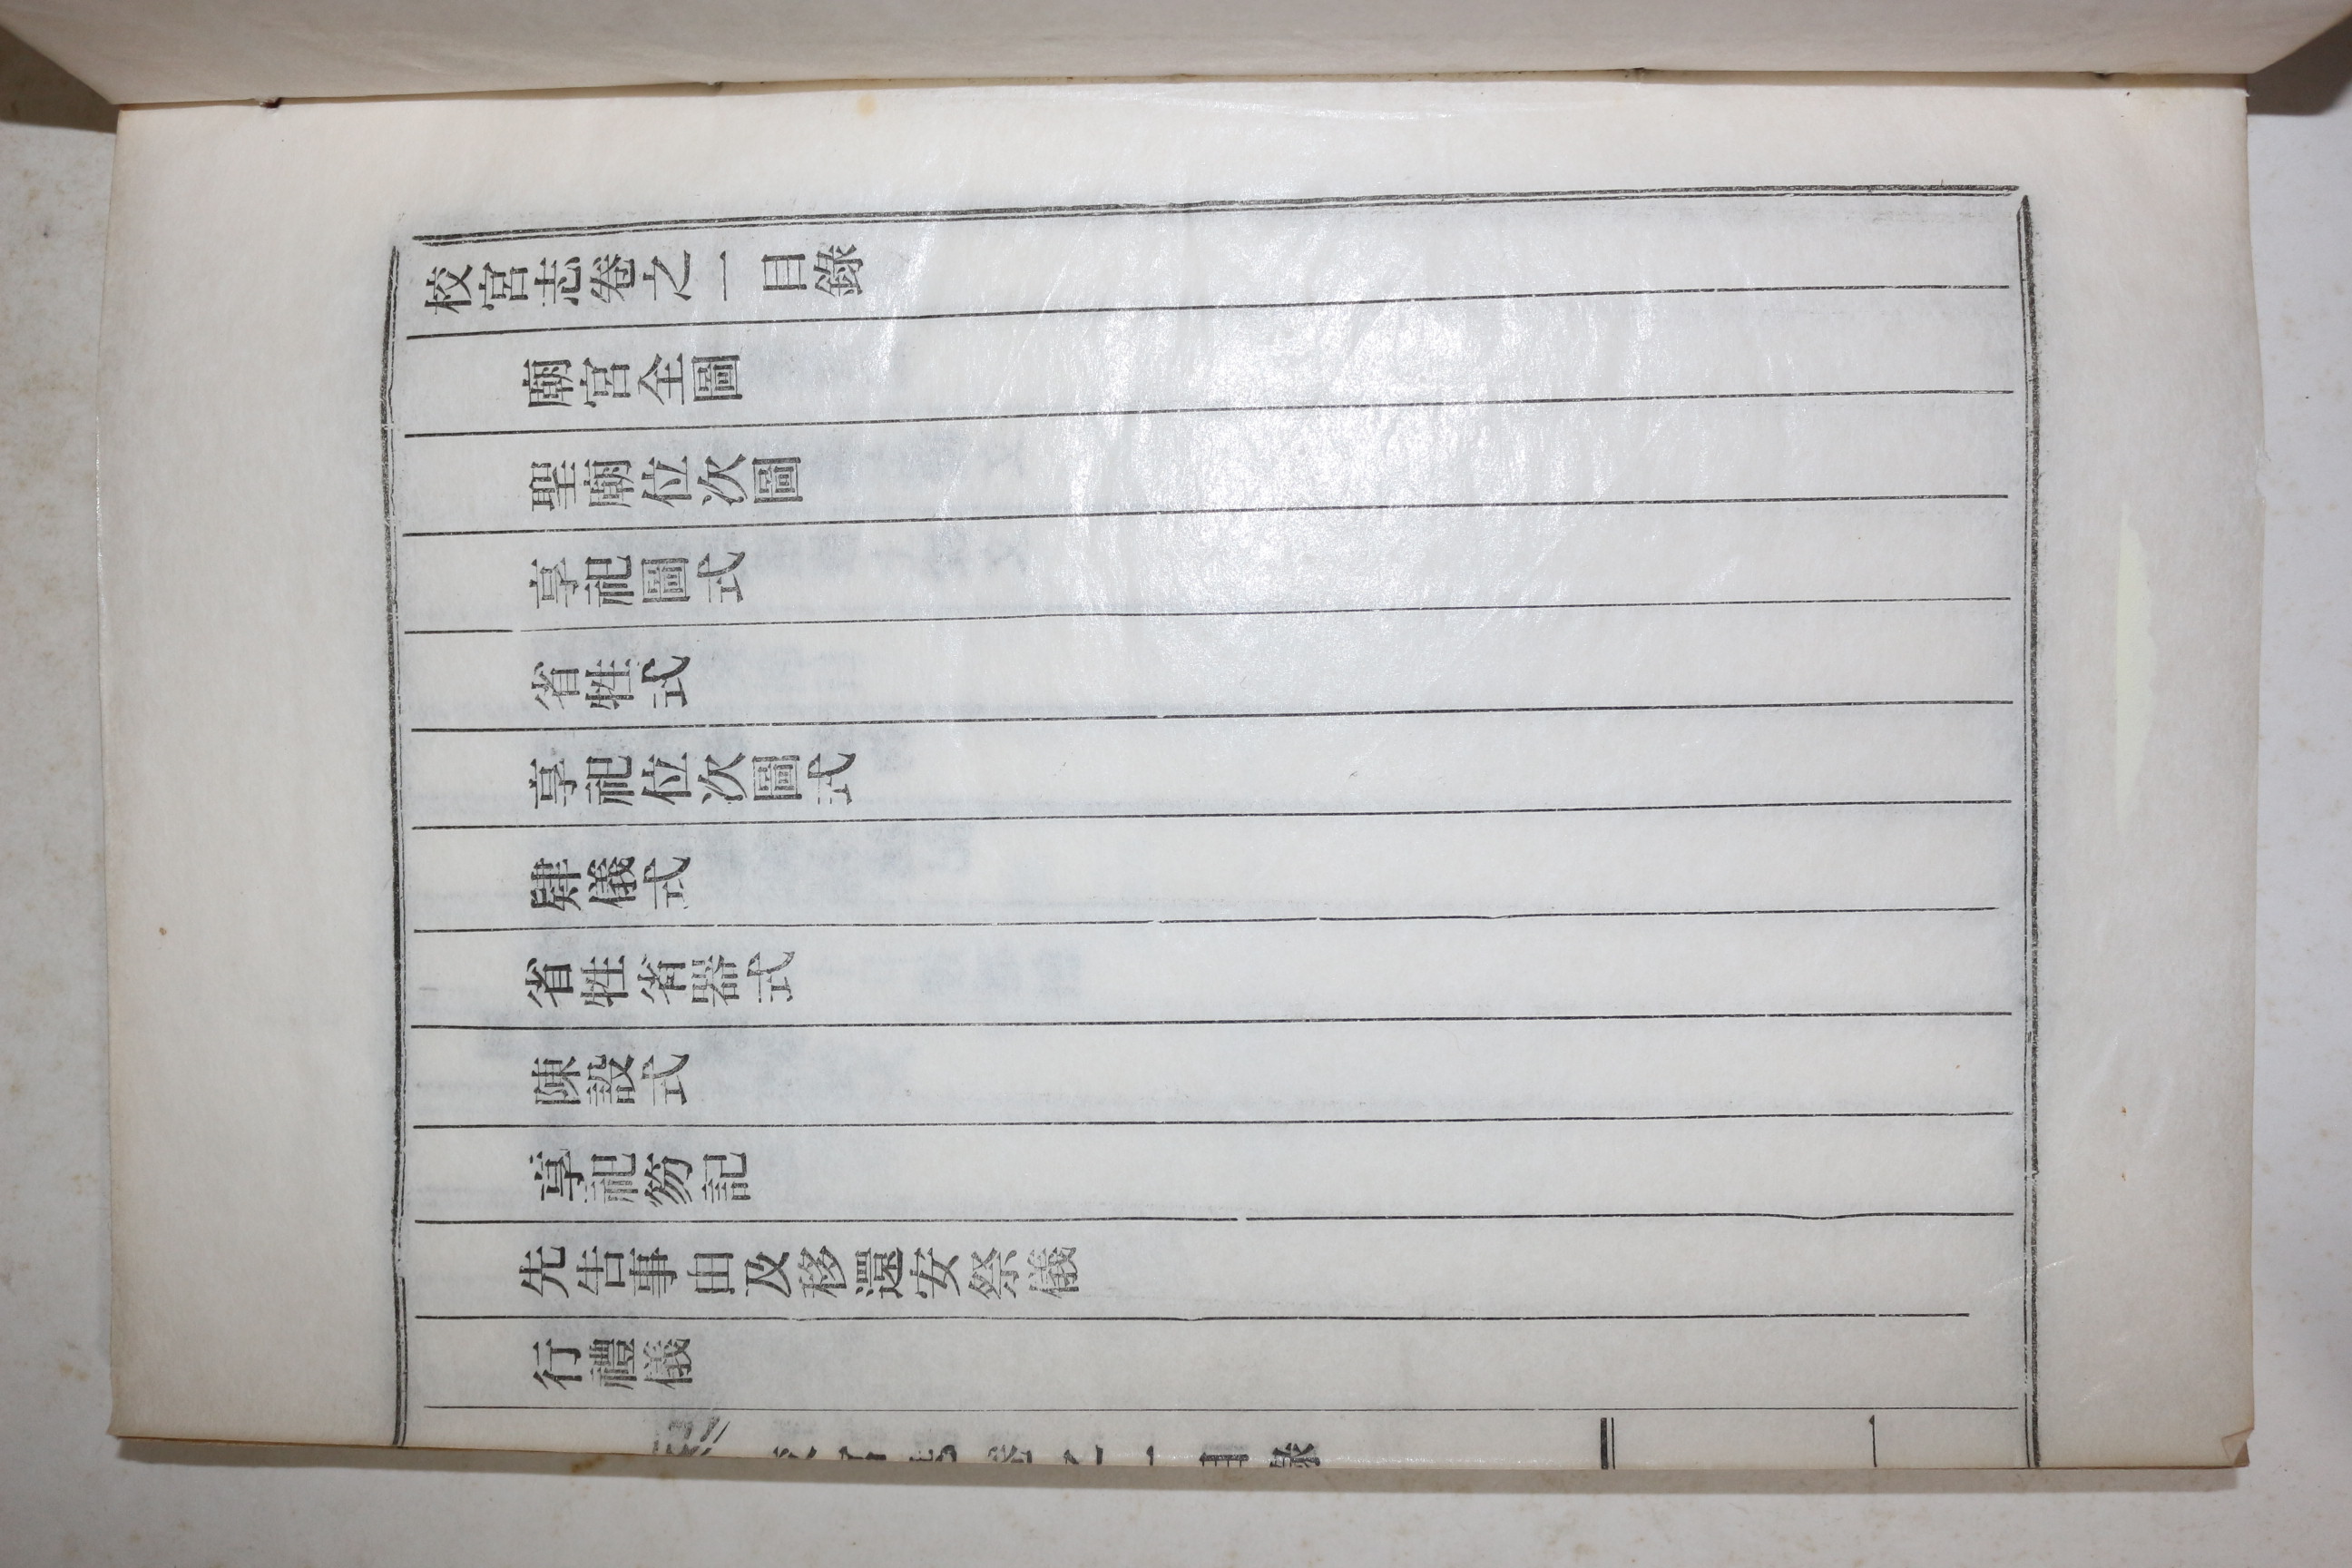 校宮志卷之一目錄
廟宮全圖
聖廟位次圖
享祀圖式
省牲式
享祀位次圖式
肄儀式
省牲省器式
陳設式
享祀笏記
先告事由及移還安祭儀
行禮儀